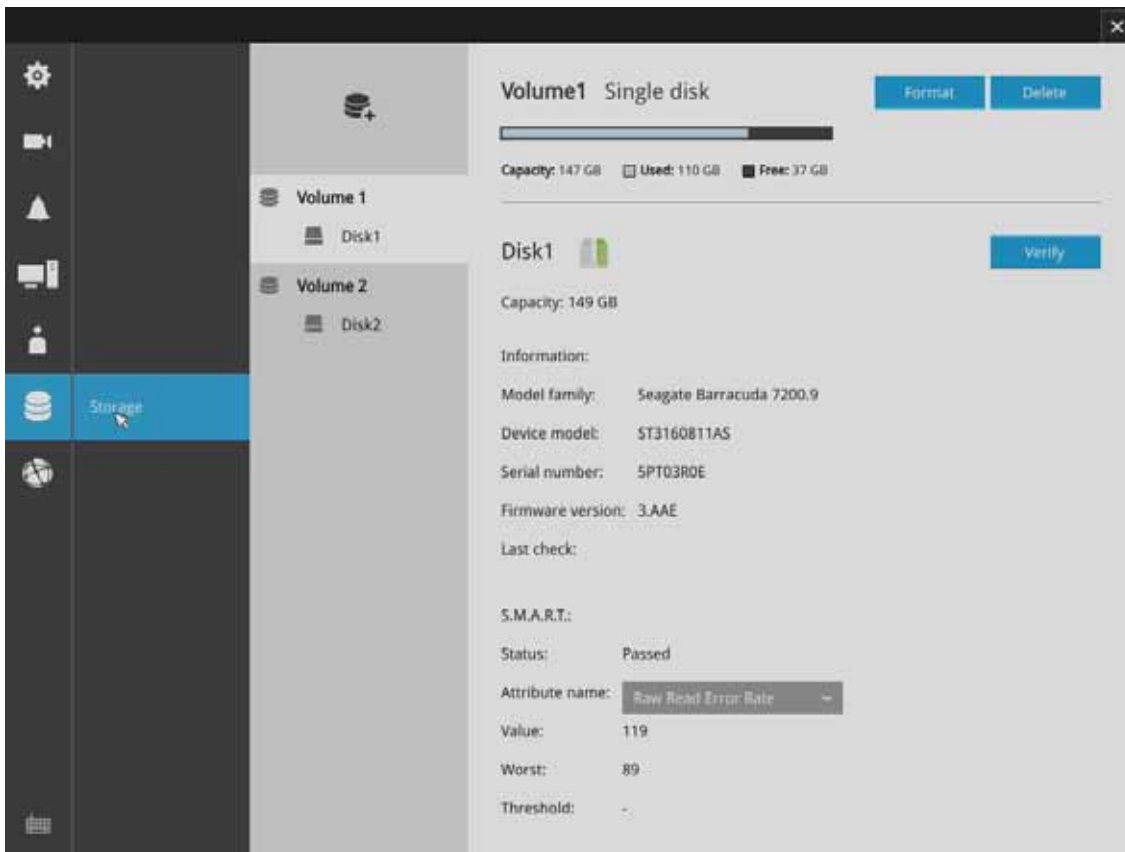 Storage
Volume 1
Disk1
Volume 2
Disk2
Volume1 Single disk
Format
Delete
Capacity: 147 GB Used: 110 GB Free: 37 GB
Disk1
Verify
Capacity: 149 GB
Information:
Model family: Seagate Barracuda 7200.9
Device model: ST3160811AS
Serial number: 5PT03R0E
Firmware version: 3.AAE
Last check:
S.M.A.R.T.:
Status: Passed
Attribute name: Raw Read Error Rate
Value: 119
Worst: 89
Threshold: -